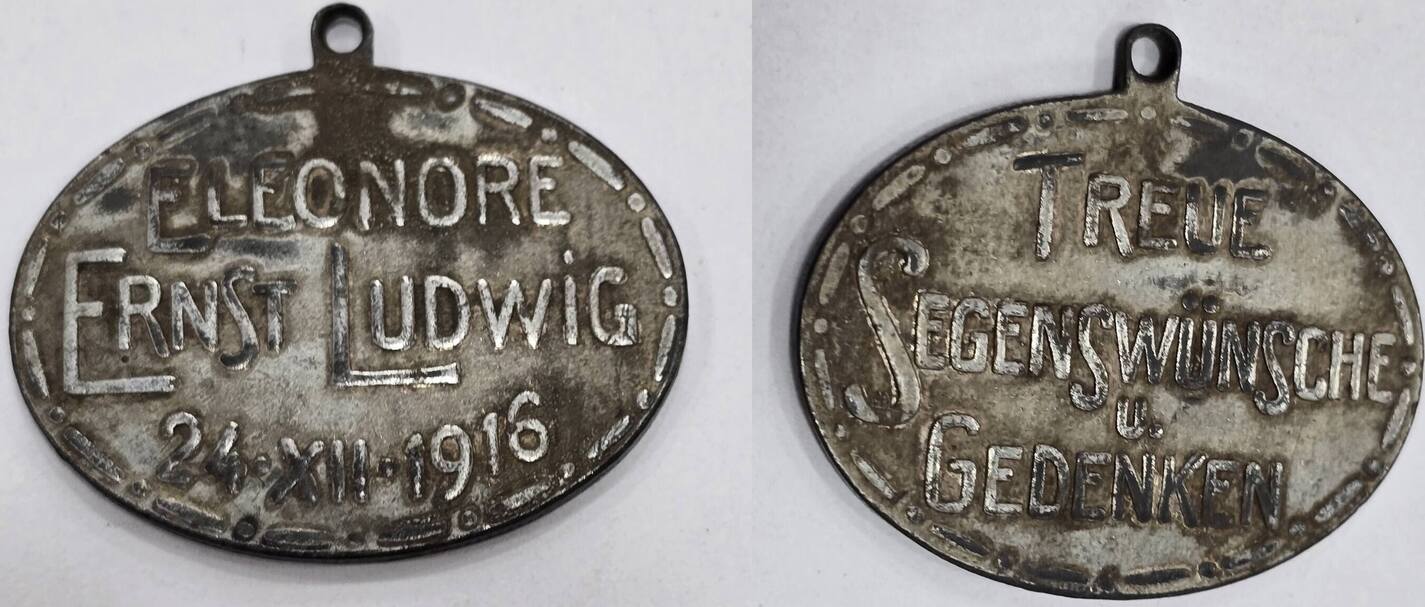 ELEONORE
ERNST LUDWIG
24·XII·1916
TREUE
SEGENSWÜNSCHE
u.
GEDENKEN